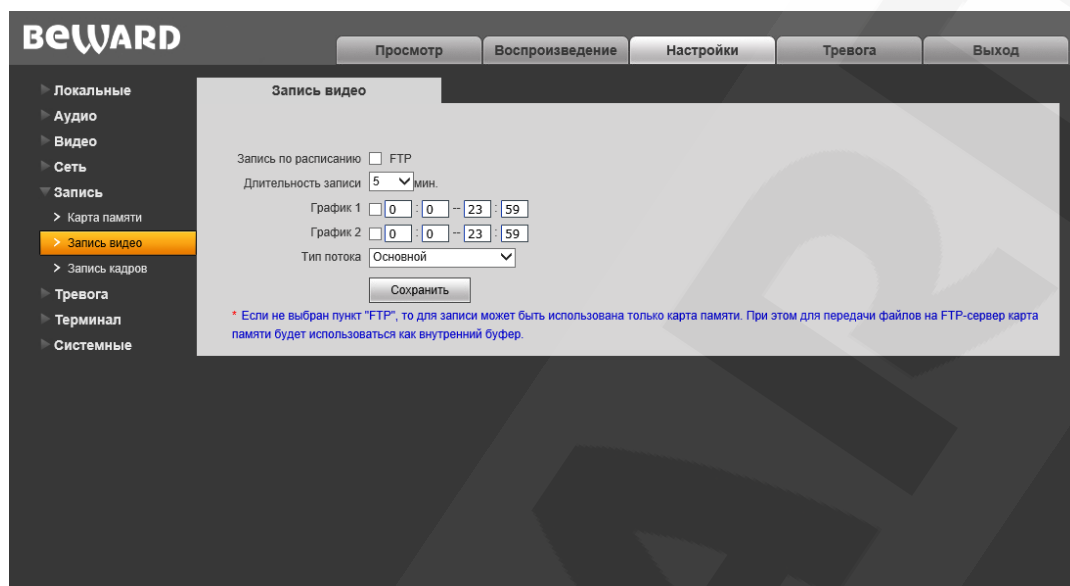 BEWARD
Просмотр Воспроизведение Настройки Тревога Выход
Локальные
Аудио
Видео
Сеть
Запись
> Карта памяти
> Запись видео
> Запись кадров
Тревога
Терминал
Системные
Запись видео
Запись по расписанию FTP
Длительность записи 5 мин.
График 1 0 : 0 -- 23 : 59
График 2 0 : 0 -- 23 : 59
Тип потока Основной
Сохранить
* Если не выбран пункт "FTP", то для записи может быть использована только карта памяти. При этом для передачи файлов на FTP-сервер карта
памяти будет использоваться как внутренний буфер.